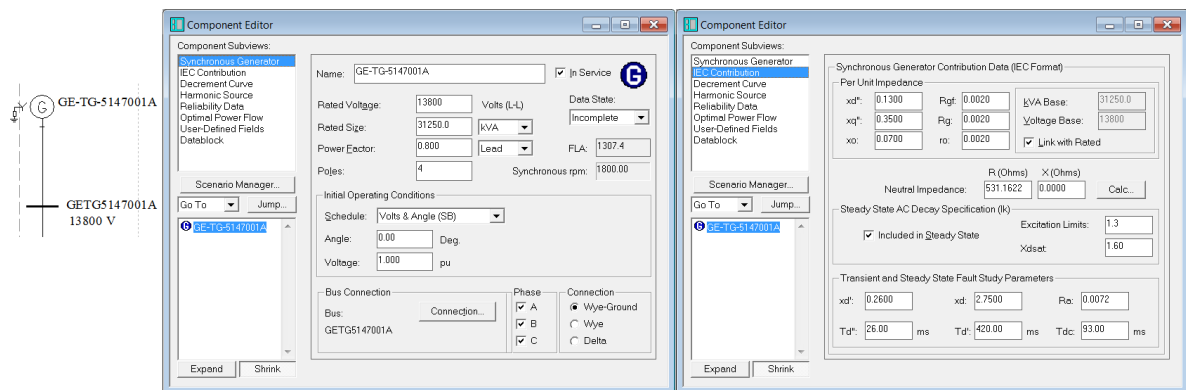 GE-TG-5147001A
GETG5147001A
13800 V
G
Component Editor
Component Subviews:
Synchronous Generator
IEC Contribution
Decrement Curve
Harmonic Source
Reliability Data
Optimal Power Flow
User-Defined Fields
Datablock
Scenario Manager...
Go To Jump...
G GE-TG-5147001A
Expand Shrink
Name: GE-TG-5147001A In Service G
Rated Voltage: 13800 Volts (L-L) Data State:
Rated Size: 31250.0 kVA Incomplete
Power Factor: 0.800 Lead FLA: 1307.4
Poles: 4 Synchronous rpm: 1800.00
Initial Operating Conditions
Schedule: Volts & Angle (SB)
Angle: 0.00 Deg.
Voltage: 1.000 pu
Bus Connection Phase Connection
Bus: Connection... A Wye-Ground
GETG5147001A B Wye
C Delta
Component Editor
Component Subviews:
Synchronous Generator
IEC Contribution
Decrement Curve
Harmonic Source
Reliability Data
Optimal Power Flow
User-Defined Fields
Datablock
Scenario Manager...
Go To Jump...
G GE-TG-5147001A
Expand Shrink
Synchronous Generator Contribution Data (IEC Format)
Per Unit Impedance
xd": 0.1300 Rgf: 0.0020 kVA Base: 31250.0
xq": 0.3500 Rg: 0.0020 Voltage Base: 13800
xo: 0.0700 ro: 0.0020 Link with Rated
R (Ohms) X (Ohms)
Neutral Impedance: 531.1622 0.0000 Calc...
Steady State AC Decay Specification (Ik)
Included in Steady State Excitation Limits: 1.3
Xdsat: 1.60
Transient and Steady State Fault Study Parameters
xd': 0.2600 xd: 2.7500 Ra: 0.0072
Td": 26.00 ms Td': 420.00 ms Tdc: 93.00 ms